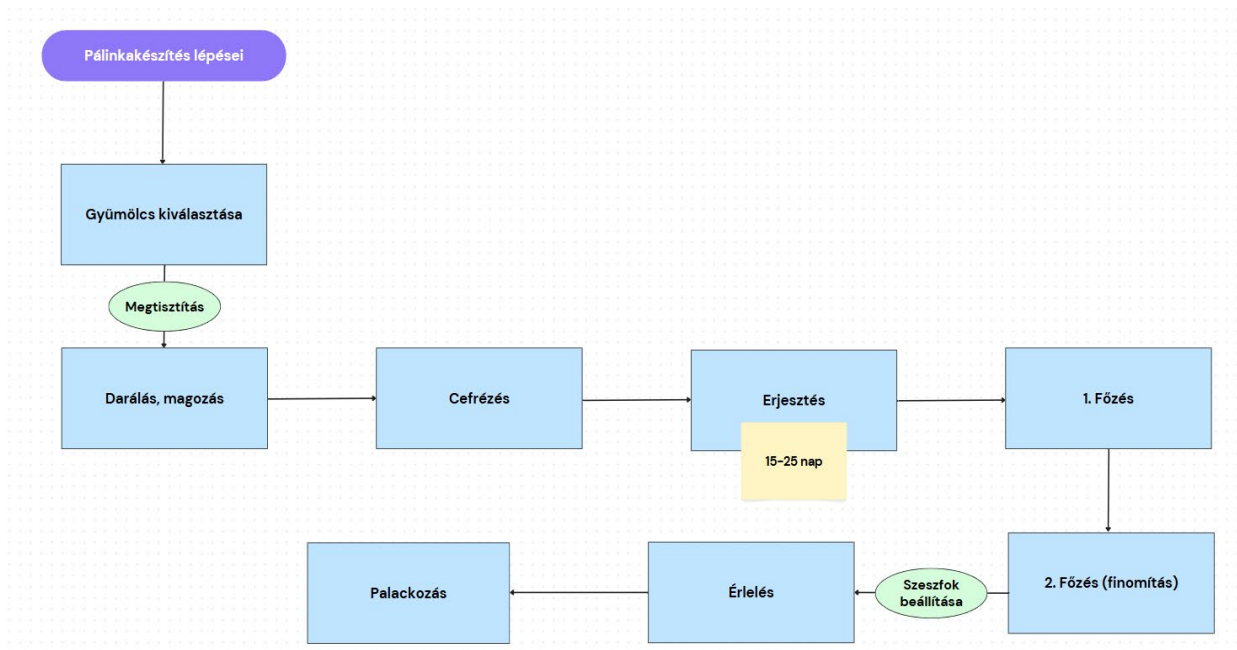 Pálinkakészítés lépései
Gyümölcs kiválasztása
Megtisztítás
Darálás, magozás
Cefrézés
Erjesztés
15-25 nap
1. Főzés
2. Főzés (finomítás)
Szeszfok
beállítása
Érlelés
Palackozás